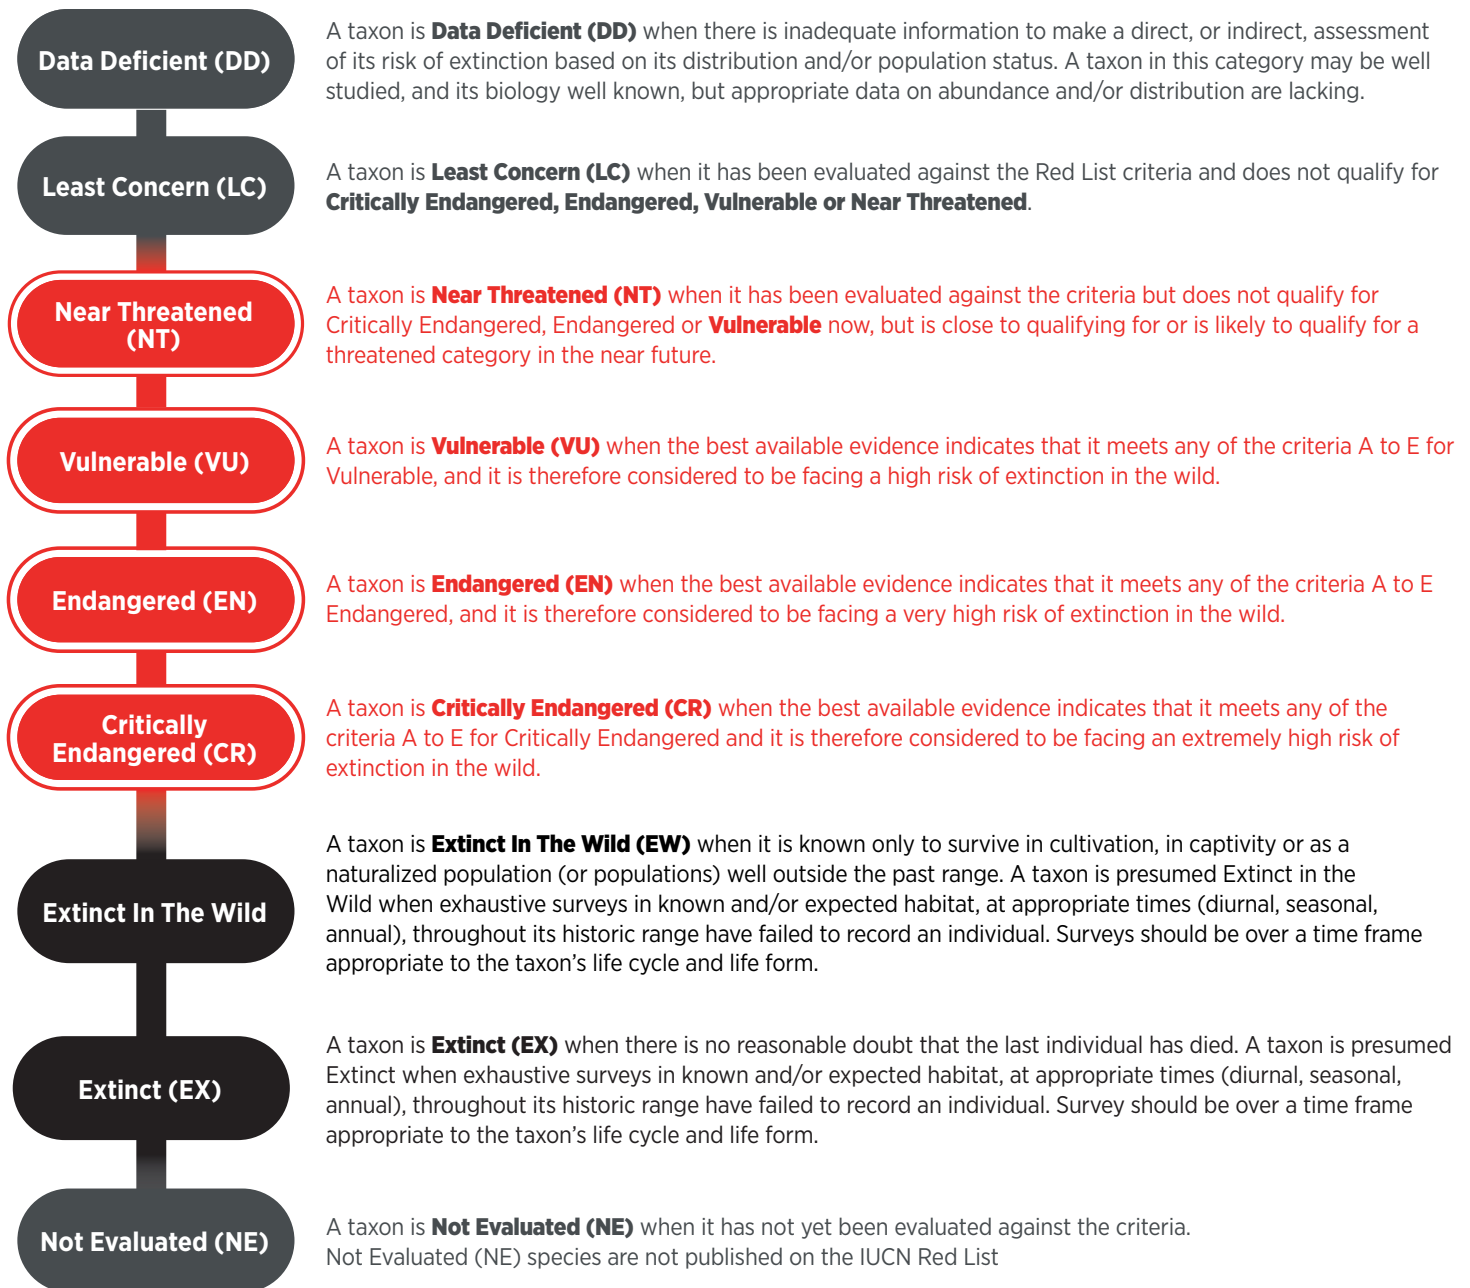 Data Deficient (DD)
A taxon is Data Deficient (DD) when there is inadequate information to make a direct, or indirect, assessment
of its risk of extinction based on its distribution and/or population status. A taxon in this category may be well
studied, and its biology well known, but appropriate data on abundance and/or distribution are lacking.
Least Concern (LC)
A taxon is Least Concern (LC) when it has been evaluated against the Red List criteria and does not qualify for
Critically Endangered, Endangered, Vulnerable or Near Threatened.
Near Threatened
(NT)
A taxon is Near Threatened (NT) when it has been evaluated against the criteria but does not qualify for
Critically Endangered, Endangered or Vulnerable now, but is close to qualifying for or is likely to qualify for a
threatened category in the near future.
Vulnerable (VU)
A taxon is Vulnerable (VU) when the best available evidence indicates that it meets any of the criteria A to E for
Vulnerable, and it is therefore considered to be facing a high risk of extinction in the wild.
Endangered (EN)
A taxon is Endangered (EN) when the best available evidence indicates that it meets any of the criteria A to E
Endangered, and it is therefore considered to be facing a very high risk of extinction in the wild.
Critically
Endangered (CR)
A taxon is Critically Endangered (CR) when the best available evidence indicates that it meets any of the
criteria A to E for Critically Endangered and it is therefore considered to be facing an extremely high risk of
extinction in the wild.
Extinct In The Wild
A taxon is Extinct In The Wild (EW) when it is known only to survive in cultivation, in captivity or as a
naturalized population (or populations) well outside the past range. A taxon is presumed Extinct in the
Wild when exhaustive surveys in known and/or expected habitat, at appropriate times (diurnal, seasonal,
annual), throughout its historic range have failed to record an individual. Surveys should be over a time frame
appropriate to the taxon's life cycle and life form.
Extinct (EX)
A taxon is Extinct (EX) when there is no reasonable doubt that the last individual has died. A taxon is presumed
Extinct when exhaustive surveys in known and/or expected habitat, at appropriate times (diurnal, seasonal,
annual), throughout its historic range have failed to record an individual. Survey should be over a time frame
appropriate to the taxon's life cycle and life form.
Not Evaluated (NE)
A taxon is Not Evaluated (NE) when it has not yet been evaluated against the criteria.
Not Evaluated (NE) species are not published on the IUCN Red List